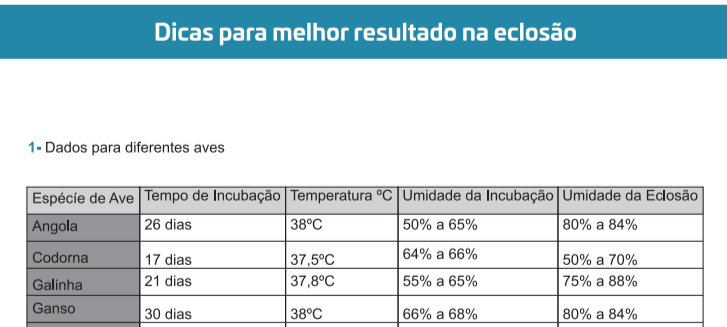 Dicas para melhor resultado na eclosão
1- Dados para diferentes aves
Espécíe de Ave Tempo de Incubação Temperatura ºC Umidade da Incubação Umidade da Eclosão
Angola 26 dias 38ºC 50% a 65% 80% a 84%
Codorna 17 dias 37,5ºC 64% a 66% 50% a 70%
Galinha 21 dias 37,8ºC 55% a 65% 75% a 88%
Ganso 30 dias 38ºC 66% a 68% 80% a 84%